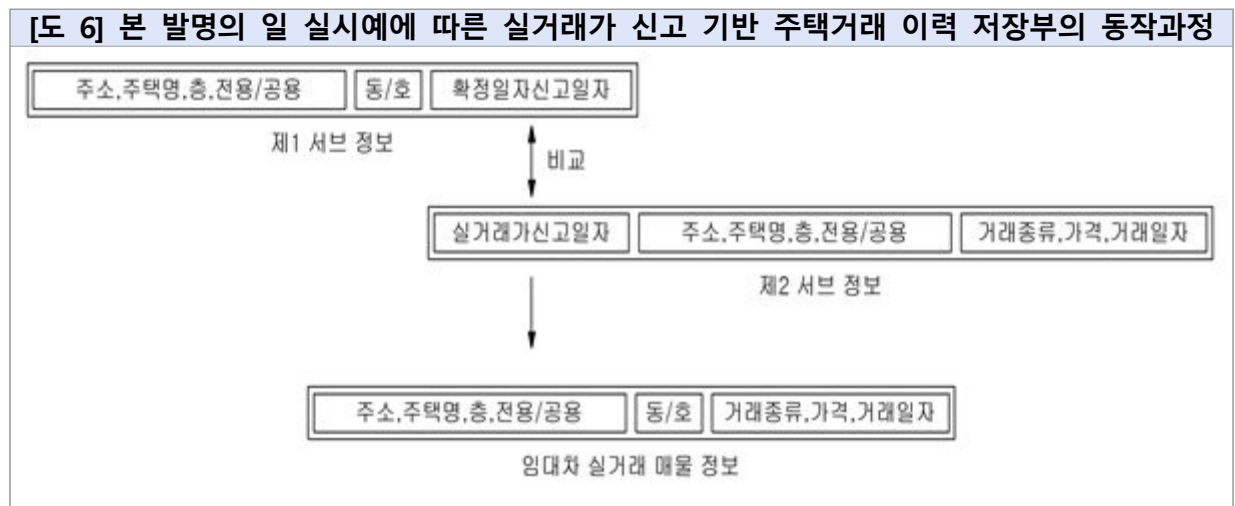 [도 6] 본 발명의 일 실시예에 따른 실거래가 신고 기반 주택거래 이력 저장부의 동작과정
주소,주택명,층,전용/공용 동/호 확정일자신고일자
제1 서브 정보
비교
실거래가신고일자 주소,주택명,층,전용/공용 거래종류,가격,거래일자
제2 서브 정보
주소,주택명,층,전용/공용 동/호 거래종류,가격,거래일자
임대차 실거래 매물 정보